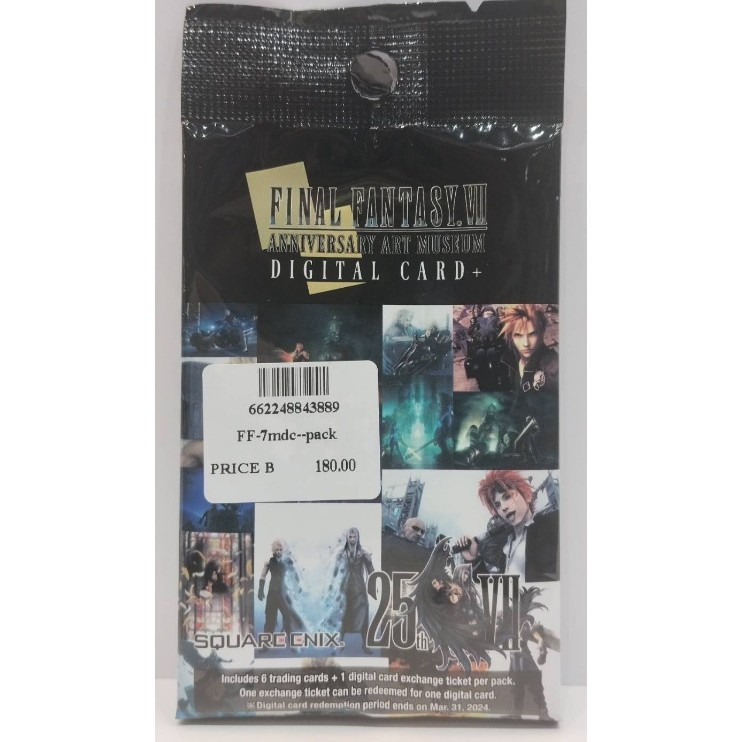 FINAL FANTASY.VII
ANNIVERSARY ART MUSEUM
DIGITAL CARD+
662248843889
FF-7mdc--pack
PRICE B 180.00
25th VII
SQUARE ENIX.
Includes 6 trading cards + 1 digital card exchange ticket per pack.
One exchange ticket can be redeemed for one digital card.
※Digital card redemption period ends on Mar. 31, 2024.